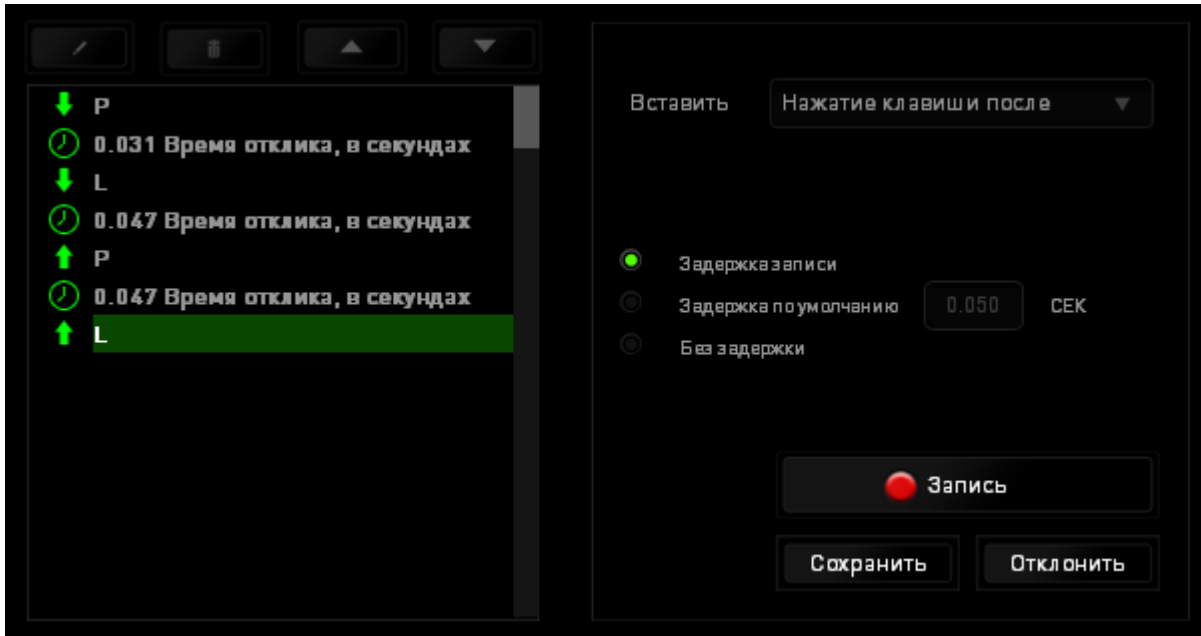 P
0.031 Время отклика, в секундах
L
0.047 Время отклика, в секундах
P
0.047 Время отклика, в секундах
L
Вставить Нажатие клавиши после
Задержка записи
Задержка по умолчанию 0.050 СЕК
Без задержки
Запись
Сохранить Отклонить